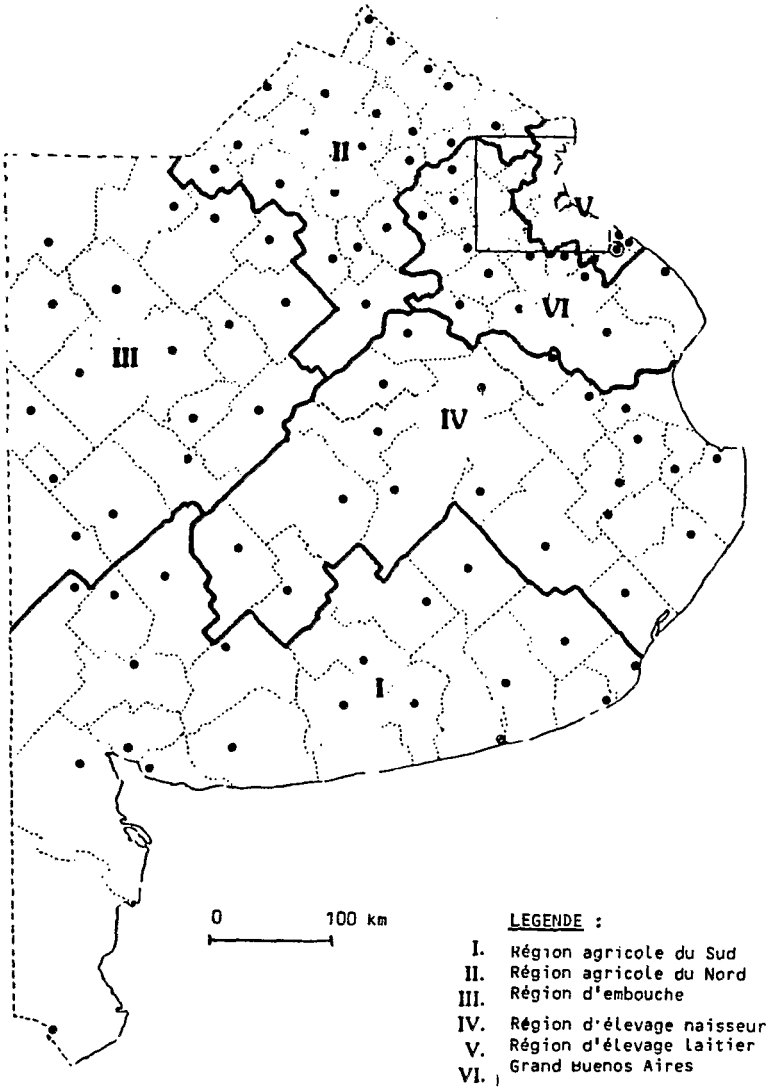 II
V
VI
III
IV
I
0 100 km
LEGENDE :
I. Région agricole du Sud
II. Région agricole du Nord
III. Région d'embouche
IV. Région d'élevage naisseur
V. Région d'élevage laitier
VI. Grand Buenos Aires